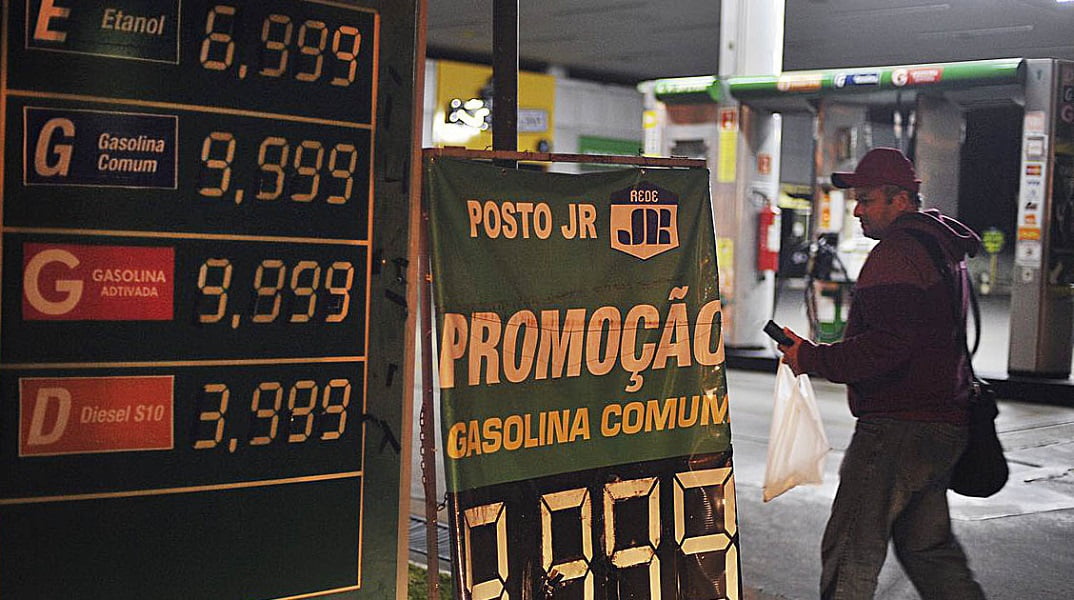 E Etanol 6,999
G Gasolina
Comum 9,999
G GASOLINA
ADTIVADA 9,999
D Diesel S10 3,999
POSTO JR
REDE
JR
PROMOÇÃO
GASOLINA COMUM